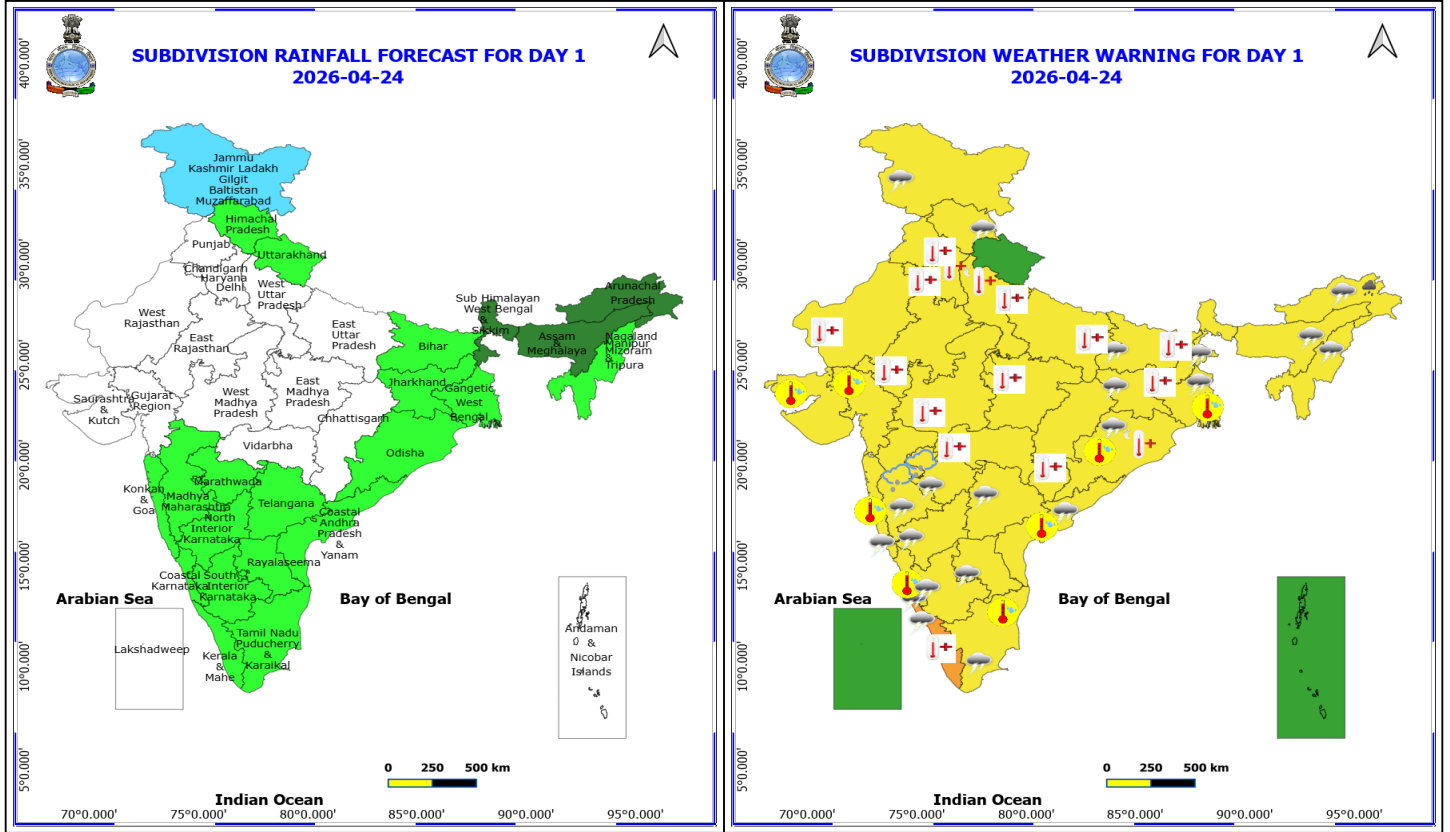 SUBDIVISION RAINFALL FORECAST FOR DAY 1
2026-04-24
40°0.000'
35°0.000'
30°0.000'
25°0.000'
20°0.000'
15°0.000'
10°0.000'
5°0.000'
Jammu
Kashmir Ladakh
Gilgit
Baltistan
Muzaffarabad
Himachal
Pradesh
Punjab
Uttarakhand
Chandigarh
Haryana
Delhi
West
Uttar
Pradesh
West
Rajasthan
East
Rajasthan
East
Uttar
Pradesh
Sub Himalayan
West Bengal
&
Sikkim
Arunachal
Pradesh
Assam
&
Meghalaya
Nagaland
Manipur
Mizoram
&
Tripura
Bihar
Jharkhand
Gangetic
West
Bengal
Saurashtra
&
Kutch
Gujarat
Region
West
Madhya
Pradesh
East
Madhya
Pradesh
Chhattisgarh
Vidarbha
Odisha
Konkan
&
Goa
Madhya
Maharashtra
Marathwada
Telangana
North
Interior
Karnataka
Coastal
Andhra
Pradesh
&
Yanam
Rayalaseema
Coastal
Karnataka
South
Interior
Karnataka
Tamil Nadu
Puducherry
&
Karaikal
Kerala
&
Mahe
Lakshadweep
Andaman
&
Nicobar
Islands
Arabian Sea
Bay of Bengal
Indian Ocean
0 250 500 km
70°0.000' 75°0.000' 80°0.000' 85°0.000' 90°0.000' 95°0.000'
SUBDIVISION WEATHER WARNING FOR DAY 1
2026-04-24
40°0.000'
35°0.000'
30°0.000'
25°0.000'
20°0.000'
15°0.000'
10°0.000'
5°0.000'
Arabian Sea
Bay of Bengal
Indian Ocean
0 250 500 km
70°0.000' 75°0.000' 80°0.000' 85°0.000' 90°0.000' 95°0.000'